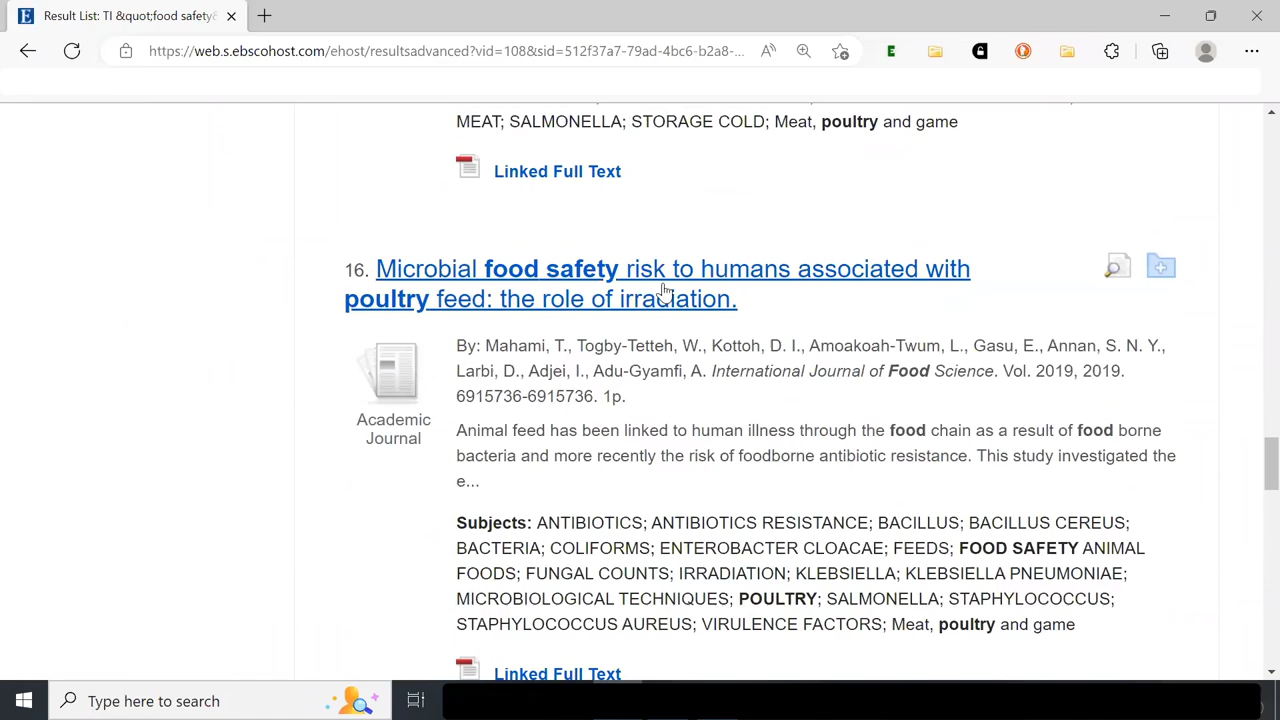 Result List: TI &quot;food safety&
https://web.s.ebscohost.com/ehost/resultsadvanced?vid=108&sid=512f37a7-79ad-4bc6-b2a8-...
MEAT; SALMONELLA; STORAGE COLD; Meat, poultry and game
Linked Full Text
16. Microbial food safety risk to humans associated with
poultry feed: the role of irradiation.
By: Mahami, T., Togby-Tetteh, W., Kottoh, D. I., Amoakoah-Twum, L., Gasu, E., Annan, S. N. Y.,
Larbi, D., Adjei, I., Adu-Gyamfi, A. International Journal of Food Science. Vol. 2019, 2019.
6915736-6915736. 1p.
Academic
Journal
Animal feed has been linked to human illness through the food chain as a result of food borne
bacteria and more recently the risk of foodborne antibiotic resistance. This study investigated the
e...
Subjects: ANTIBIOTICS; ANTIBIOTICS RESISTANCE; BACILLUS; BACILLUS CEREUS;
BACTERIA; COLIFORMS; ENTEROBACTER CLOACAE; FEEDS; FOOD SAFETY ANIMAL
FOODS; FUNGAL COUNTS; IRRADIATION; KLEBSIELLA; KLEBSIELLA PNEUMONIAE;
MICROBIOLOGICAL TECHNIQUES; POULTRY; SALMONELLA; STAPHYLOCOCCUS;
STAPHYLOCOCCUS AUREUS; VIRULENCE FACTORS; Meat, poultry and game
Linked Full Text
Type here to search